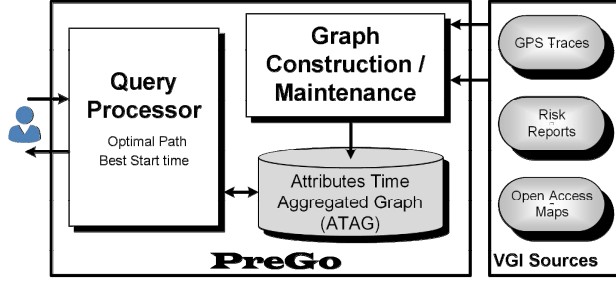 Query
Processor
Optimal Path
Best Start time
Graph
Construction /
Maintenance
Attributes Time
Aggregated Graph
(ATAG)
PreGo
GPS Traces
Risk
Reports
Open Access
Maps
VGI Sources